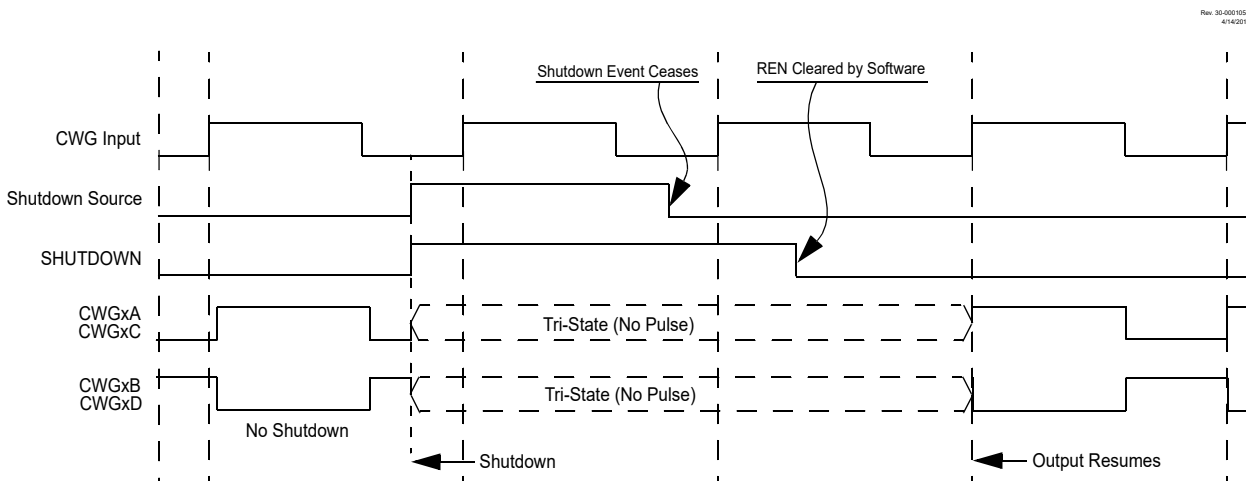 Rev. 30-000105
4/14/201
Shutdown Event Ceases
REN Cleared by Software
CWG Input
Shutdown Source
SHUTDOWN
CWGxA
CWGxC
Tri-State (No Pulse)
CWGxB
CWGxD
Tri-State (No Pulse)
No Shutdown
Shutdown
Output Resumes